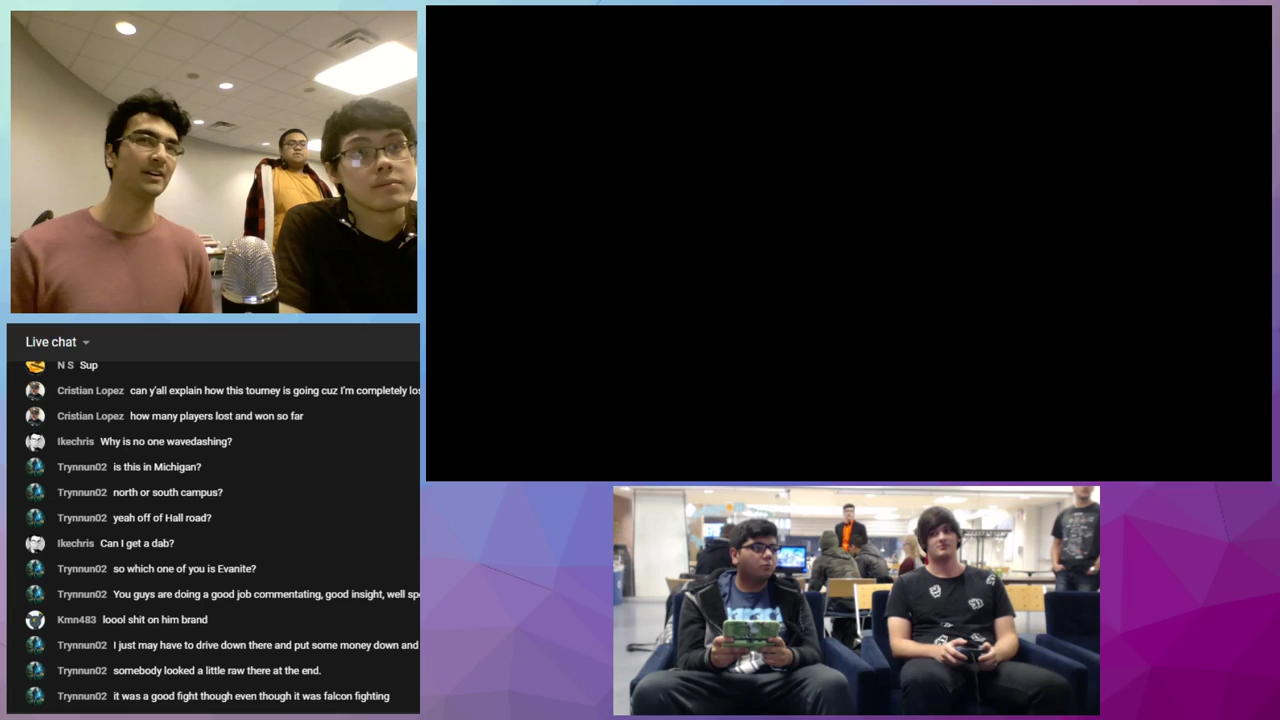 Live chat
N S Sup
Cristian Lopez can y'all explain how this tourney is going cuz I'm completely
Cristian Lopez how many players lost and won so far
Ikechris Why is no one wavedashing?
Trynnun02 is this in Michigan?
Trynnun02 north or south campus?
Trynnun02 yeah off of Hall road?
Ikechris Can I get a dab?
Trynnun02 so which one of you is Evanite?
Trynnun02 You guys are doing a good job commentating, good insight, well
Kmn483 loool shit on him brand
Trynnun02 I just may have to drive down there and put some money down and
Trynnun02 somebody looked a little raw there at the end.
Trynnun02 it was a good fight though even though it was falcon fighting